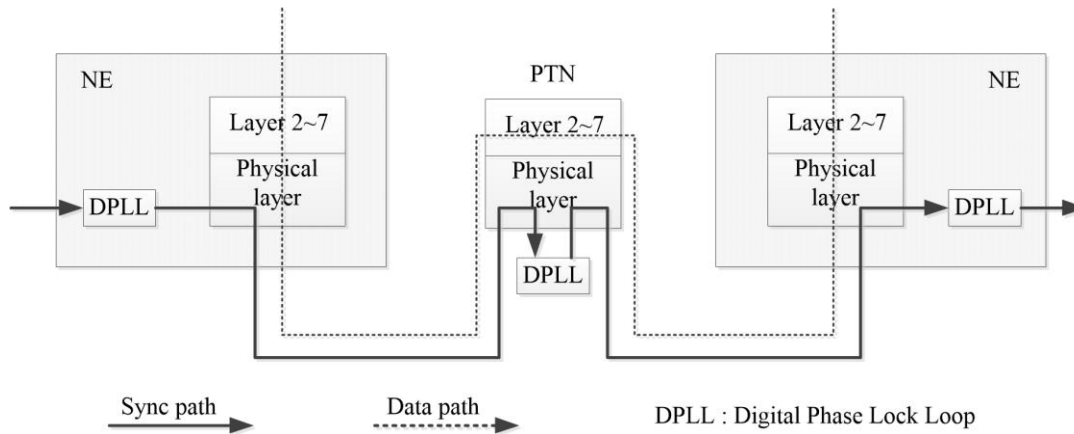 NE
Layer 2~7
Physical
layer
DPLL
PTN
Layer 2~7
Physical
layer
DPLL
NE
Layer 2~7
Physical
layer
DPLL
Sync path
Data path
DPLL : Digital Phase Lock Loop